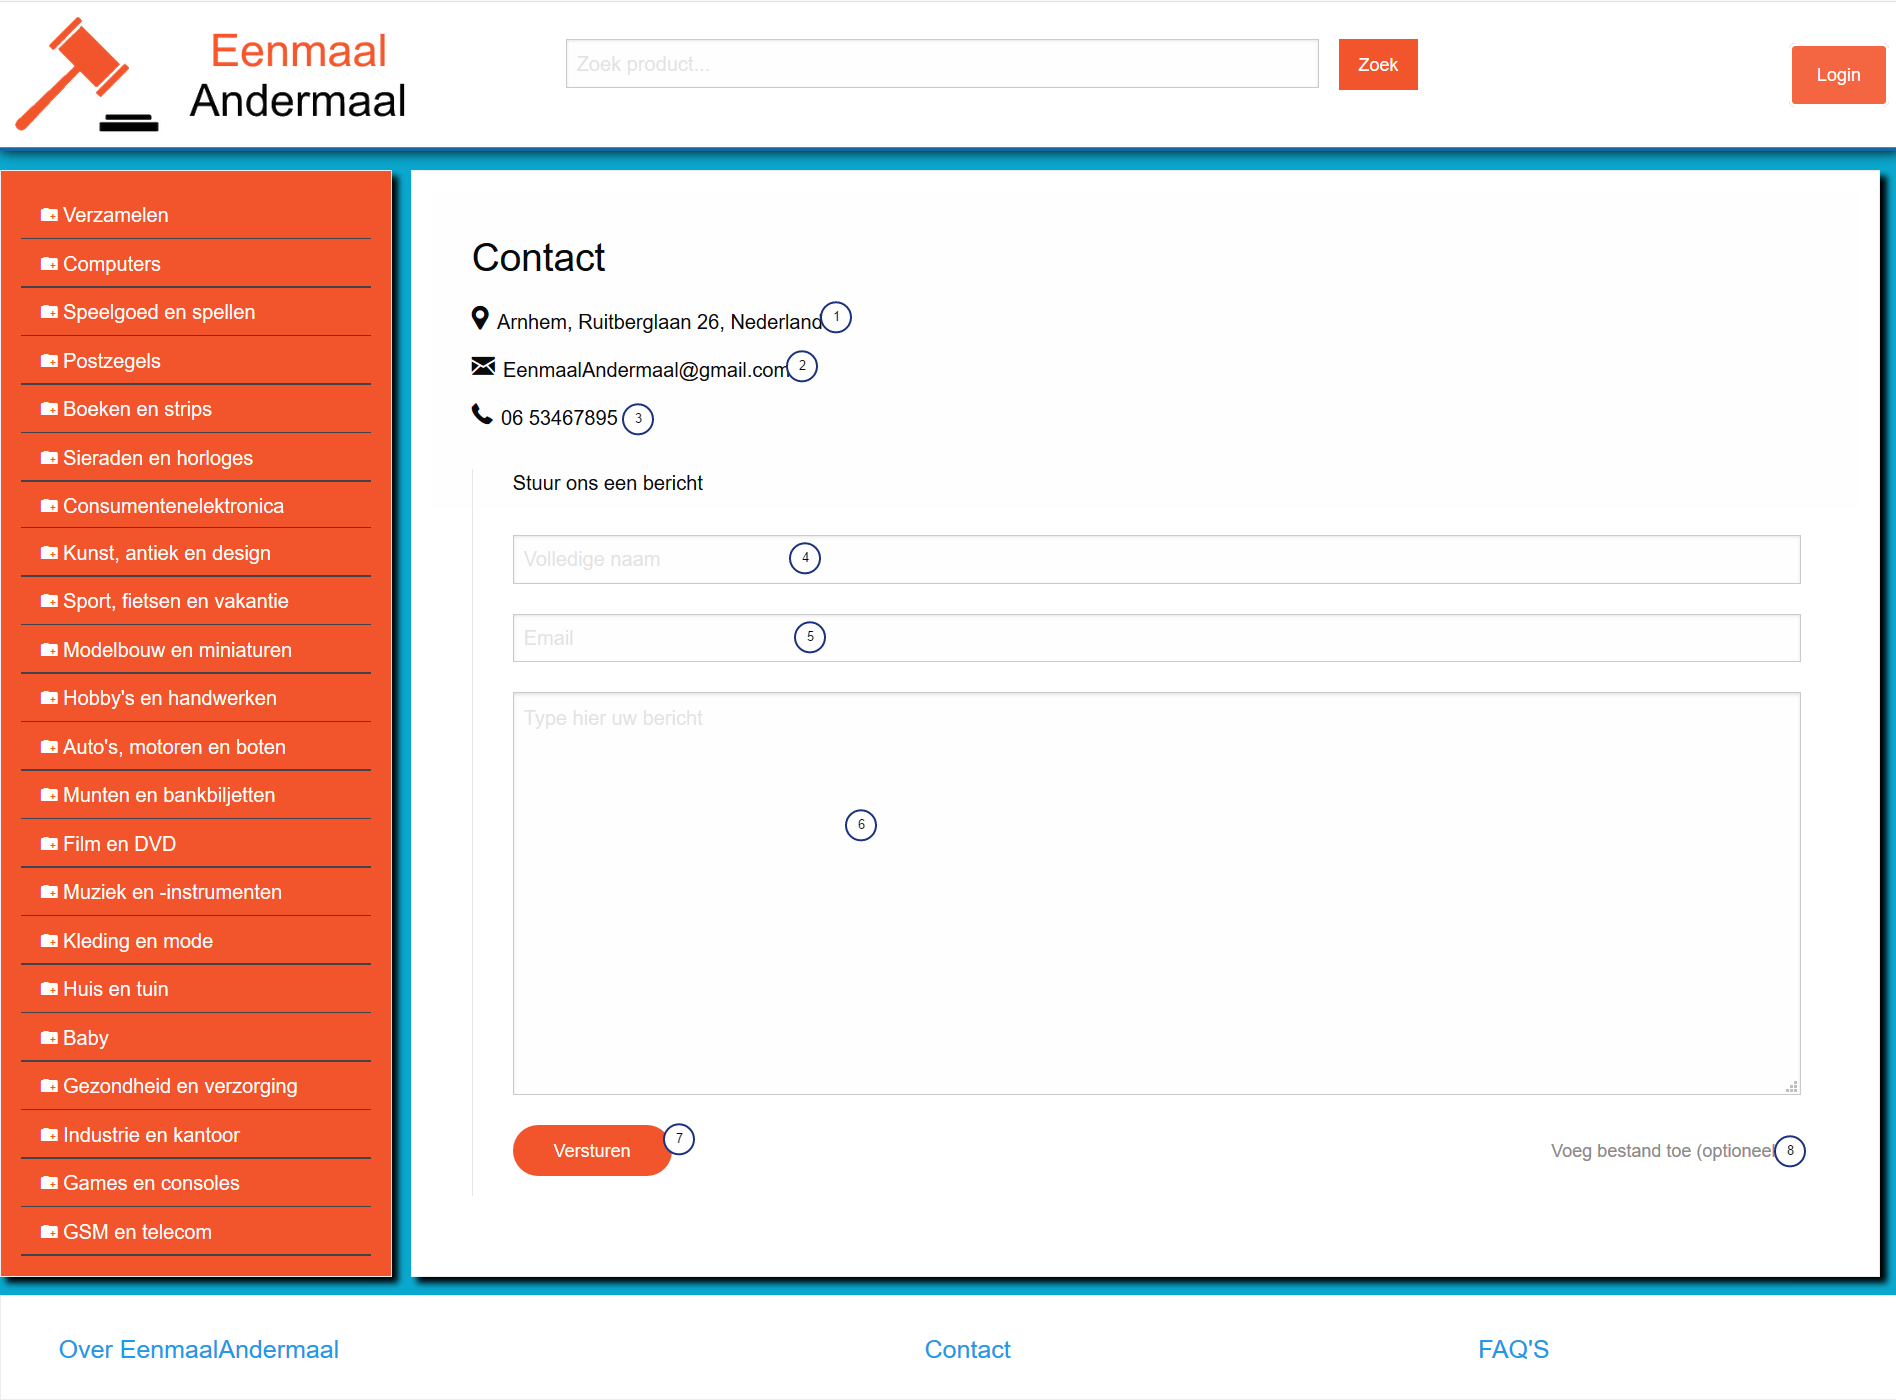 Eenmaal
Andermaal
Zoek product...
Zoek
Login
Verzamelen
Computers
Speelgoed en spellen
Postzegels
Boeken en strips
Sieraden en horloges
Consumentenelektronica
Kunst, antiek en design
Sport, fietsen en vakantie
Modelbouw en miniaturen
Hobby's en handwerken
Auto's, motoren en boten
Munten en bankbiljetten
Film en DVD
Muziek en -instrumenten
Kleding en mode
Huis en tuin
Baby
Gezondheid en verzorging
Industrie en kantoor
Games en consoles
GSM en telecom
Contact
Arnhem, Ruitberglaan 26, Nederland 1
EenmaalAndermaal@gmail.com 2
06 53467895 3
Stuur ons een bericht
Volledige naam 4
Email 5
Type hier uw bericht
6
Versturen 7
Voeg bestand toe (optioneel 8
Over EenmaalAndermaal
Contact
FAQ'S